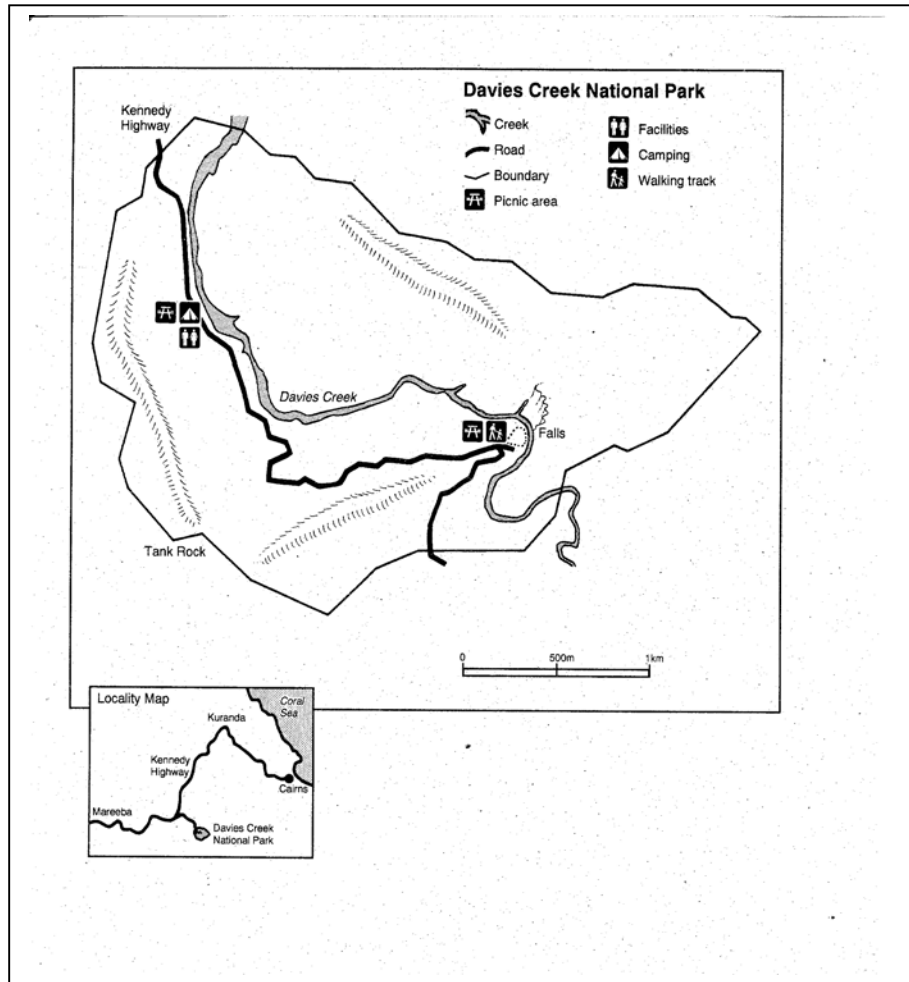 Davies Creek National Park
Creek
Road
Boundary
Picnic area
Facilities
Camping
Walking track
Kennedy
Highway
Davies Creek
Falls
Tank Rock
0
500m
1km
Locality Map
Coral
Sea
Kuranda
Kennedy
Highway
Cairns
Mareeba
Davies Creek
National Park